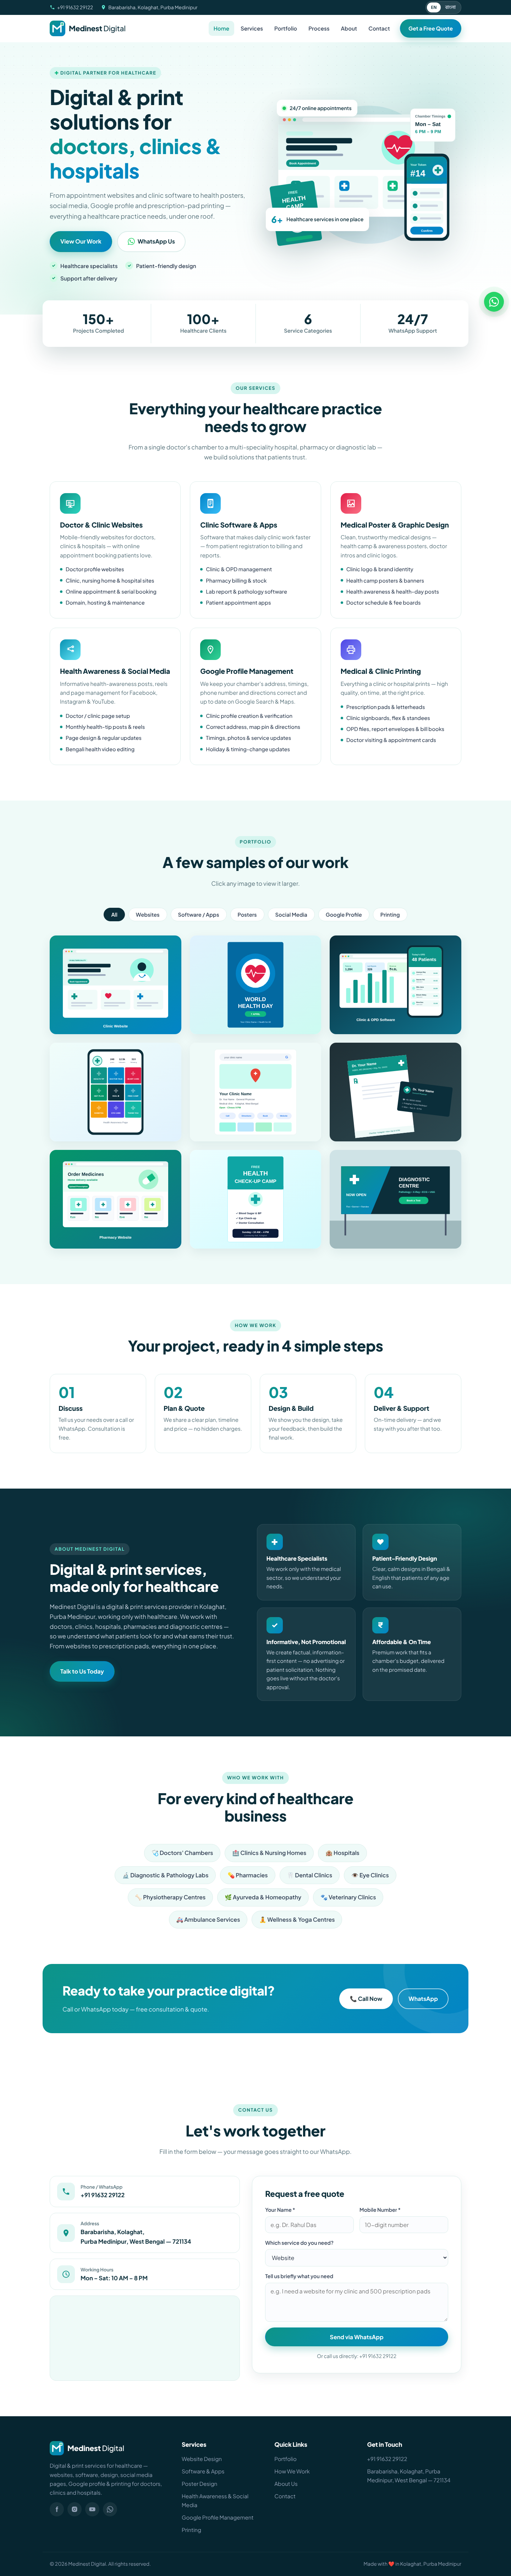 +91 91632 29122
Barabarisha, Kolaghat, Purba Medinipur
EN
বাংলা
Medinest Digital
Home
Services
Portfolio
Process
About
Contact
Get a Free Quote
DIGITAL PARTNER FOR HEALTHCARE
Digital & print
solutions for
doctors, clinics &
hospitals
From appointment websites and clinic software to health posters,
social media, Google profile and prescription-pad printing —
everything a healthcare practice needs, under one roof.
View Our Work
WhatsApp Us
Healthcare specialists
Patient-friendly design
Support after delivery
24/7 online appointments
Chamber Timings
Mon – Sat
6 PM – 9 PM
Book Appointment
Your Token
#14
FREE
HEALTH
CAMP
6+ Healthcare services in one place
Confirm
150+
Projects Completed
100+
Healthcare Clients
6
Service Categories
24/7
WhatsApp Support
OUR SERVICES
Everything your healthcare practice
needs to grow
From a single doctor's chamber to a multi-speciality hospital, pharmacy or diagnostic lab —
we build solutions that patients trust.
Doctor & Clinic Websites
Mobile-friendly websites for doctors,
clinics & hospitals — with online
appointment booking patients love.
Doctor profile websites
Clinic, nursing home & hospital sites
Online appointment & serial booking
Domain, hosting & maintenance
Clinic Software & Apps
Software that makes daily clinic work faster
— from patient registration to billing and
reports.
Clinic & OPD management
Pharmacy billing & stock
Lab report & pathology software
Patient appointment apps
Medical Poster & Graphic Design
Clean, trustworthy medical designs —
health camp & awareness posters, doctor
intros and clinic logos.
Clinic logo & brand identity
Health camp posters & banners
Health awareness & health-day posts
Doctor schedule & fee boards
Health Awareness & Social Media
Informative health-awareness posts, reels
and page management for Facebook,
Instagram & YouTube.
Doctor / clinic page setup
Monthly health-tip posts & reels
Page design & regular updates
Bengali health video editing
Google Profile Management
We keep your chamber's address, timings,
phone number and directions correct and
up to date on Google Search & Maps.
Clinic profile creation & verification
Correct address, map pin & directions
Timings, photos & service updates
Holiday & timing-change updates
Medical & Clinic Printing
Everything a clinic or hospital prints — high
quality, on time, at the right price.
Prescription pads & letterheads
Clinic signboards, flex & standees
OPD files, report envelopes & bill books
Doctor visiting & appointment cards
PORTFOLIO
A few samples of our work
Click any image to view it larger.
All
Websites
Software / Apps
Posters
Social Media
Google Profile
Printing
Clinic Website
WORLD
HEALTH DAY
48 Patients
Clinic & OPD Software
Your Clinic Name
Dr. Your Name
Dr. Your Name
Order Medicines
Pharmacy Website
FREE
HEALTH
CHECK-UP CAMP
NOW OPEN
DIAGNOSTIC
CENTRE
HOW WE WORK
Your project, ready in 4 simple steps
01
Discuss
Tell us your needs over a call or
WhatsApp. Consultation is
free.
02
Plan & Quote
We share a clear plan, timeline
and price — no hidden charges.
03
Design & Build
We show you the design, take
your feedback, then build the
final work.
04
Deliver & Support
On-time delivery — and we
stay with you after that too.
ABOUT MEDINEST DIGITAL
Digital & print services,
made only for healthcare
Medinest Digital is a digital & print services provider in Kolaghat,
Purba Medinipur, working only with healthcare. We work with
doctors, clinics, hospitals, pharmacies and diagnostic centres —
so we understand what patients look for and what earns their trust.
From websites to prescription pads, everything in one place.
Talk to Us Today
Healthcare Specialists
We work only with the medical
sector, so we understand your
needs.
Patient-Friendly Design
Clear, calm designs in Bengali &
English that patients of any age
can use.
Informative, Not Promotional
We create factual, information-
first content — no advertising or
patient solicitation. Nothing
goes live without the doctor's
approval.
₹
Affordable & On Time
Premium work that fits a
chamber's budget, delivered
on the promised date.
WHO WE WORK WITH
For every kind of healthcare
business
Doctors' Chambers
Clinics & Nursing Homes
Hospitals
Diagnostic & Pathology Labs
Pharmacies
Dental Clinics
Eye Clinics
Physiotherapy Centres
Ayurveda & Homeopathy
Veterinary Clinics
Ambulance Services
Wellness & Yoga Centres
Ready to take your practice digital?
Call or WhatsApp today — free consultation & quote.
Call Now
WhatsApp
CONTACT US
Let's work together
Fill in the form below — your message goes straight to our WhatsApp.
Phone / WhatsApp
+91 91632 29122
Address
Barabarisha, Kolaghat,
Purba Medinipur, West Bengal — 721134
Working Hours
Mon – Sat: 10 AM – 8 PM
Request a free quote
Your Name *
Mobile Number *
e.g. Dr. Rahul Das
10-digit number
Which service do you need?
Website
Tell us briefly what you need
e.g. I need a website for my clinic and 500 prescription pads
Send via WhatsApp
Or call us directly: +91 91632 29122
Medinest Digital
Digital & print services for healthcare —
websites, software, design, social media
pages, Google profile & printing for doctors,
clinics and hospitals.
Services
Website Design
Software & Apps
Poster Design
Health Awareness & Social
Media
Google Profile Management
Printing
Quick Links
Portfolio
How We Work
About Us
Contact
Get in Touch
+91 91632 29122
Barabarisha, Kolaghat, Purba
Medinipur, West Bengal — 721134
© 2026 Medinest Digital. All rights reserved.
Made with ❤️ in Kolaghat, Purba Medinipur